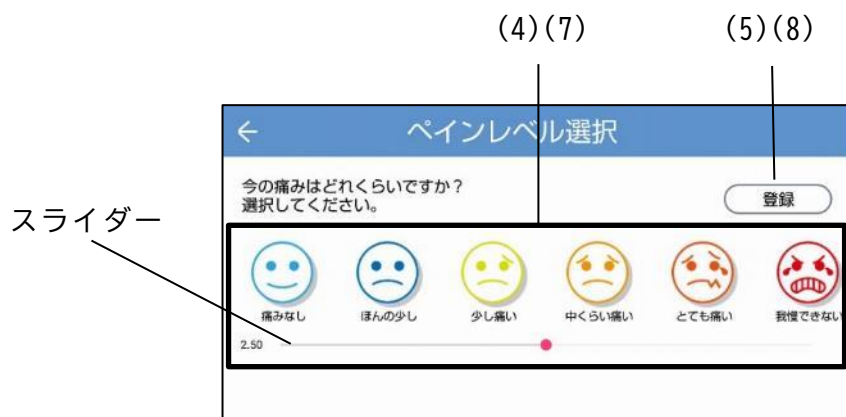 (4)(7)
(5)(8)
← ペインレベル選択
今の痛みはどれくらいですか?
選択してください。
登録
スライダー
痛みなし ほんの少し 少し痛い 中くらい痛い とても痛い 我慢できない
2.50